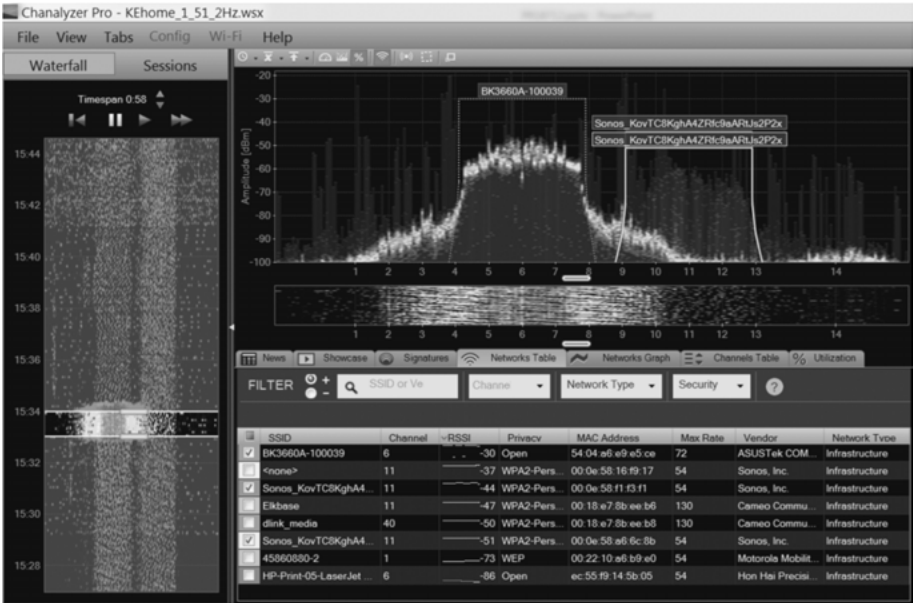 Chanalyzer Pro - KEhome_1_51_2Hz.wsx
File View Tabs Config Wi-Fi Help
Waterfall Sessions
Timespan 0:58
15:44
15:42
15:40
15:38
15:36
15:34
15:32
15:30
15:28
Amplitude [dBm]
-20
-30
-40
-50
-60
-70
-80
-90
-100
BK3660A-100039
Sonos_KovTC8KghA4ZRfc9aARtJs2P2x
Sonos_KovTC8KghA4ZRfc9aARtJs2P2x
1 2 3 4 5 6 7 8 9 10 11 12 13 14
1 2 3 4 5 6 7 8 9 10 11 12 13 14
News Showcase Signatures Networks Table Networks Graph Channels Table % Utilization
FILTER + - SSID or Ve Channe Network Type Security ?
SSID Channel RSSI Privacy MAC Address Max Rate Vendor Network Type
BK3660A-100039 6 -30 Open 54:04:a6:e9:e5:ce 72 ASUSTek COM... Infrastructure
<none> 11 -37 WPA2-Pers... 00:0e:58:16:f9:17 54 Sonos, Inc. Infrastructure
Sonos_KovTC8KghA4... 11 -44 WPA2-Pers... 00:0e:58:f1:f3:f1 54 Sonos, Inc. Infrastructure
Elkbase 11 -47 WPA2-Pers... 00:18:e7:8b:ee:b6 130 Cameo Commu... Infrastructure
dlink_media 40 -50 WPA2-Pers... 00:18:e7:8b:ee:b8 130 Cameo Commu... Infrastructure
Sonos_KovTC8KghA4... 11 -51 WPA2-Pers... 00:0e:58:a6:6c:8b 54 Sonos, Inc. Infrastructure
45860880-2 1 -73 WEP 00:22:10:a6:b9:e0 54 Motorola Mobilit... Infrastructure
HP-Print-05-LaserJet ... 6 -86 Open ec:55:f9:14:5b:05 54 Hon Hai Precisi... Infrastructure